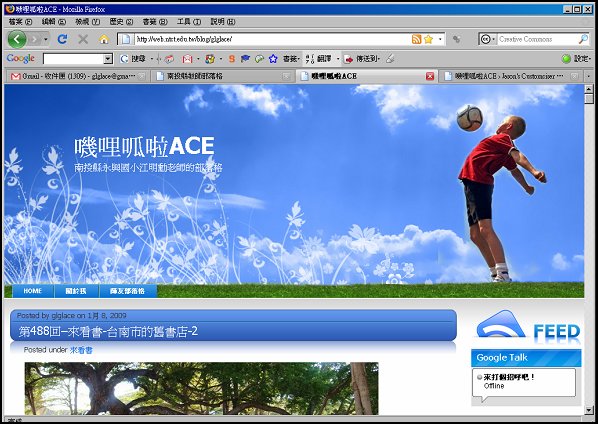 嘰哩呱啦ACE - Mozilla Firefox
檔案(F) 編輯(E) 檢視(V) 歷史(S) 書籤(B) 工具(T) 說明(H)
http://web.ntct.edu.tw/blog/glglace/
Creative Commons
Google
搜尋
書籤
翻譯
傳送到
設定
Gmail - 收件匣 (1309) - glglace@gma...
南投縣教師部落格
嘰哩呱啦ACE
嘰哩呱啦ACE › Jason's Customizer ...
嘰哩呱啦ACE
南投縣永興國小江明勳老師的部落格
HOME
關於我
師友部落格
Posted by glglace on 1月 8, 2009
第488回--來看書-台南市的舊書店-2
Posted under 來看書
FEED
Google Talk
來打個招呼吧！
Offline
完成